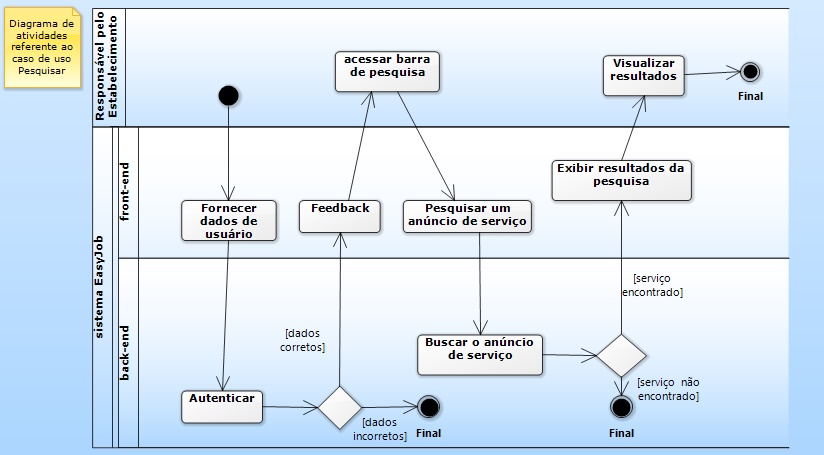 Diagrama de
atividades
referente ao
caso de uso
Pesquisar
Responsável pelo
Estabelecimento
acessar barra
de pesquisa
Visualizar
resultados
Final
sistema EasyJob
front-end
Fornecer
dados de
usuário
Feedback
Pesquisar um
anúncio de serviço
Exibir resultados da
pesquisa
back-end
[dados
corretos]
[serviço
encontrado]
Buscar o anúncio
de serviço
[serviço não
encontrado]
Autenticar
[dados
incorretos]
Final
Final